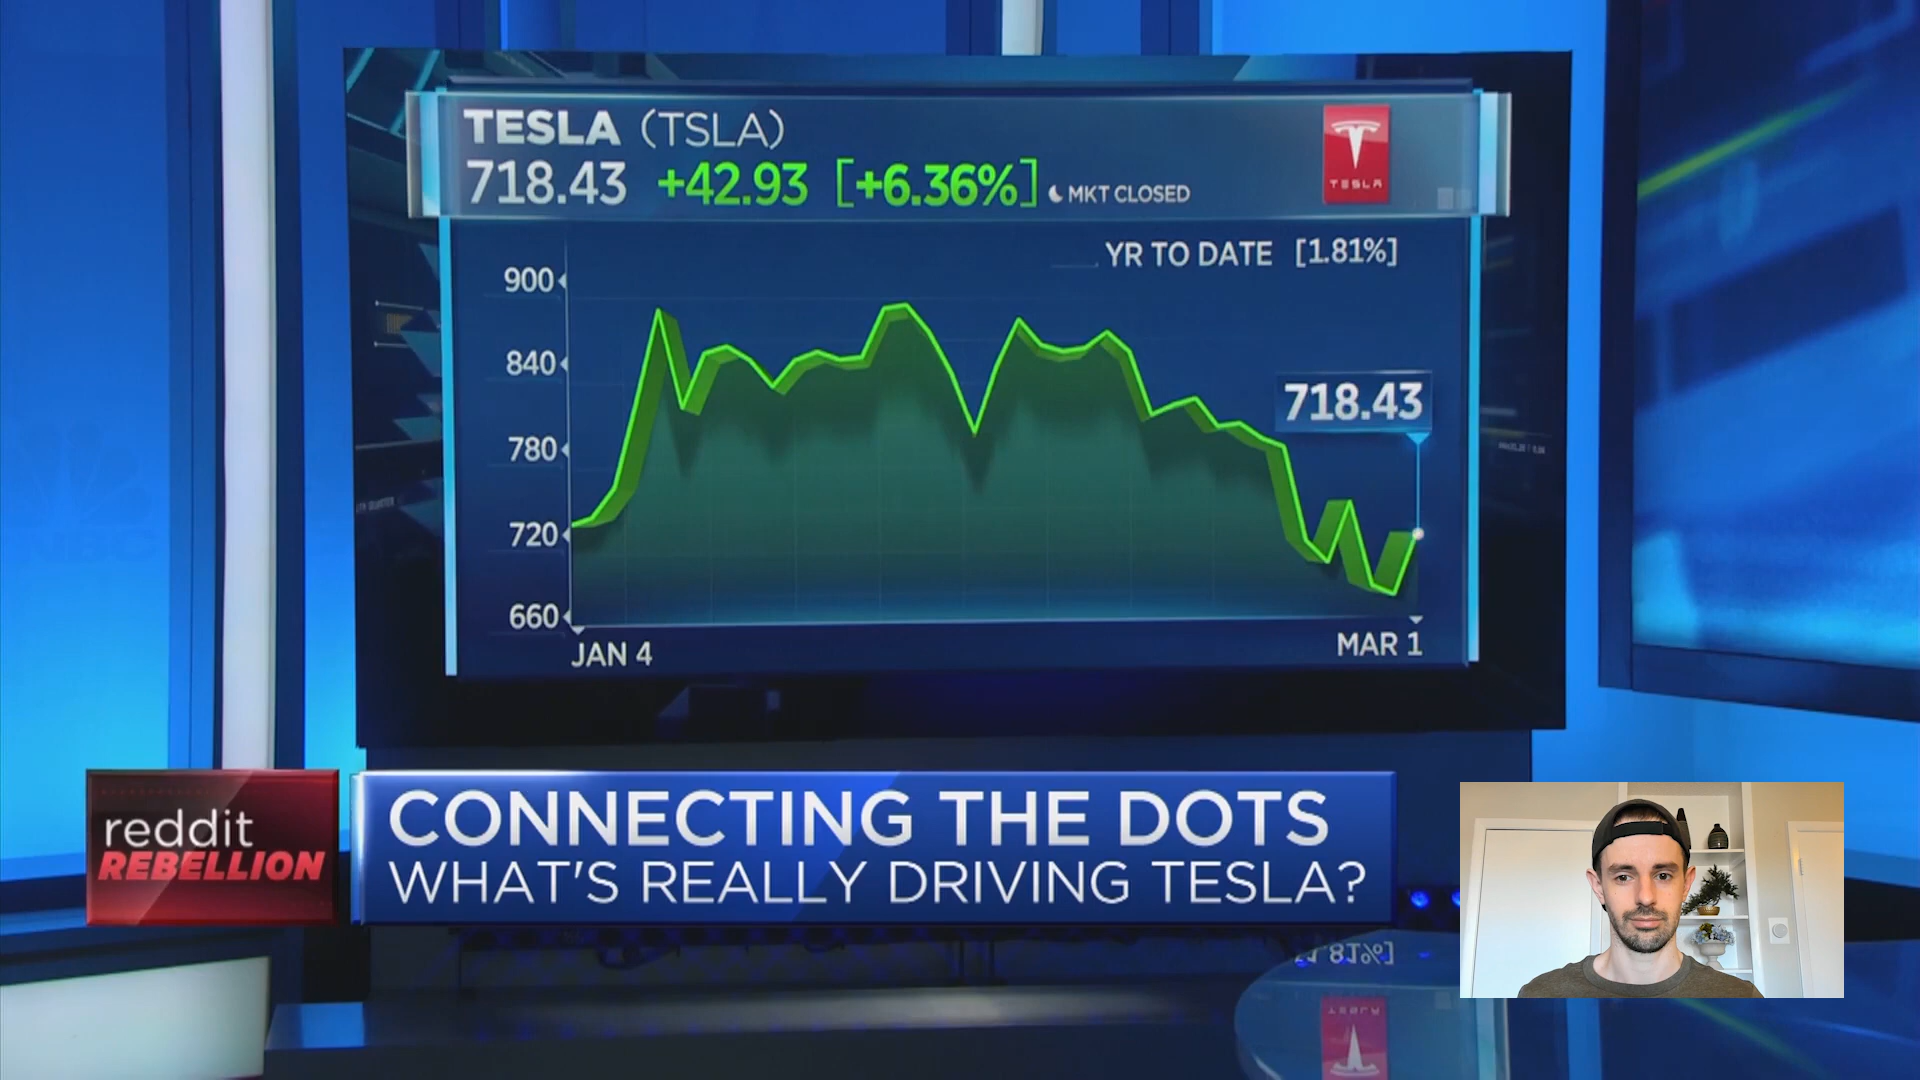 TESLA (TSLA)
718.43 +42.93 [+6.36%] MKT CLOSED
TESLA
YR TO DATE [1.81%]
900
840
780
720
660
718.43
JAN 4
MAR 1
reddit
REBELLION
CONNECTING THE DOTS
WHAT'S REALLY DRIVING TESLA?